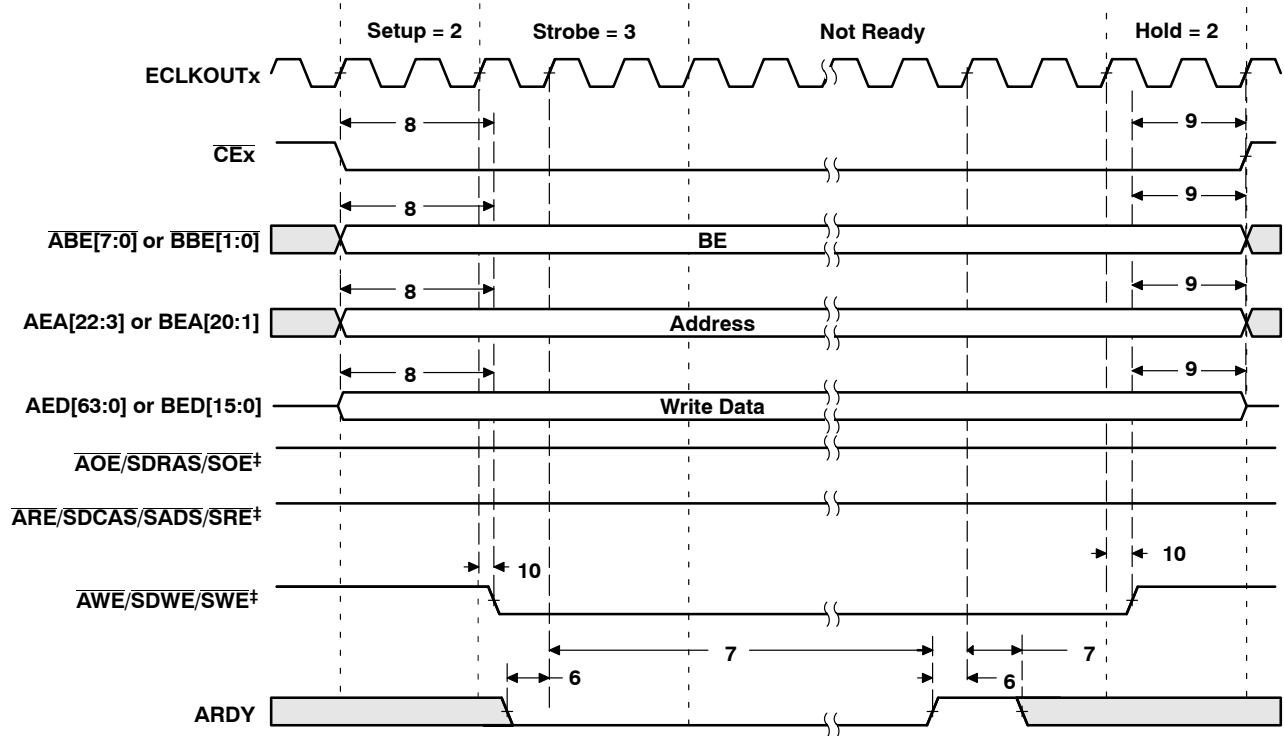 Setup = 2 Strobe = 3 Not Ready Hold = 2
ECLKOUTx
8 9
CEx
8 9
ABE[7:0] or BBE[1:0] BE
8 9
AEA[22:3] or BEA[20:1] Address
8 9
AED[63:0] or BED[15:0] Write Data
AOE/SDRAS/SOE‡
ARE/SDCAS/SADS/SRE‡
10 10
AWE/SDWE/SWE‡
7 7
6 6
ARDY